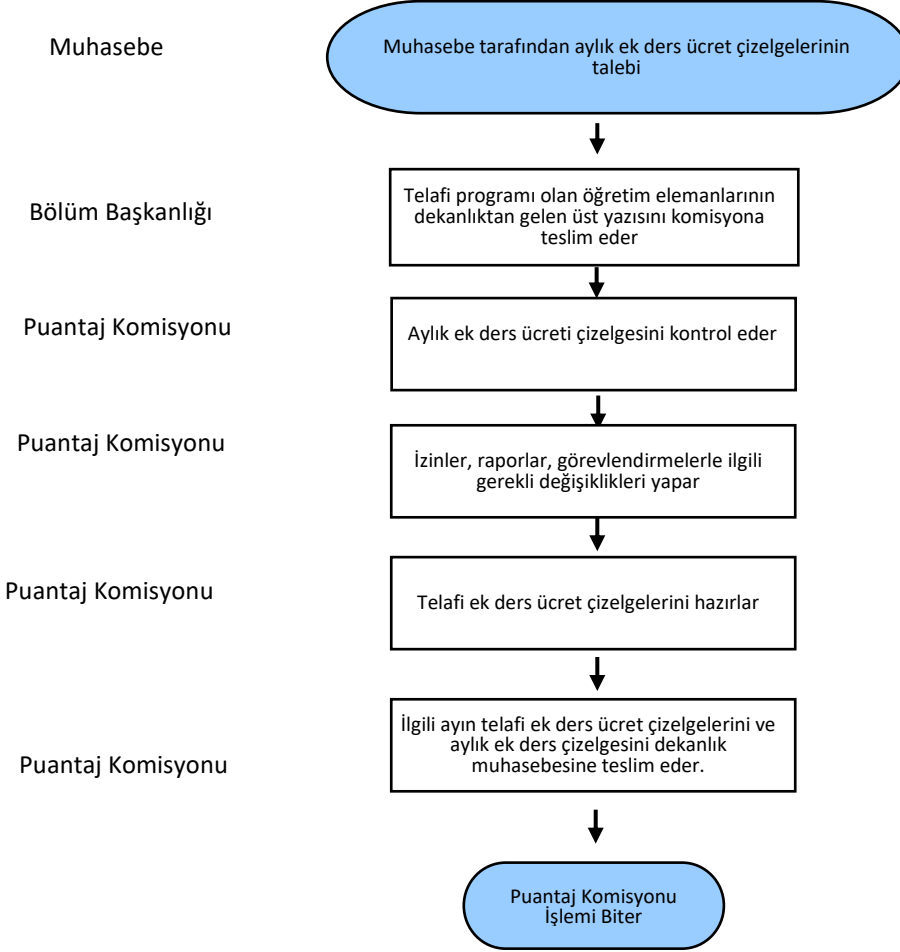 Muhasebe
Muhasebe tarafından aylık ek ders ücret çizelgelerinin
talebi
Bölüm Başkanlığı
Telafi programı olan öğretim elemanlarının
dekanlıktan gelen üst yazısını komisyona
teslim eder
Puantaj Komisyonu
Aylık ek ders ücreti çizelgesini kontrol eder
Puantaj Komisyonu
İzinler, raporlar, görevlendirmelerle ilgili
gerekli değişiklikleri yapar
Puantaj Komisyonu
Telafi ek ders ücret çizelgelerini hazırlar
Puantaj Komisyonu
İlgili ayın telafi ek ders ücret çizelgelerini ve
aylık ek ders çizelgesini dekanlık
muhasebesine teslim eder.
Puantaj Komisyonu
İşlemi Biter